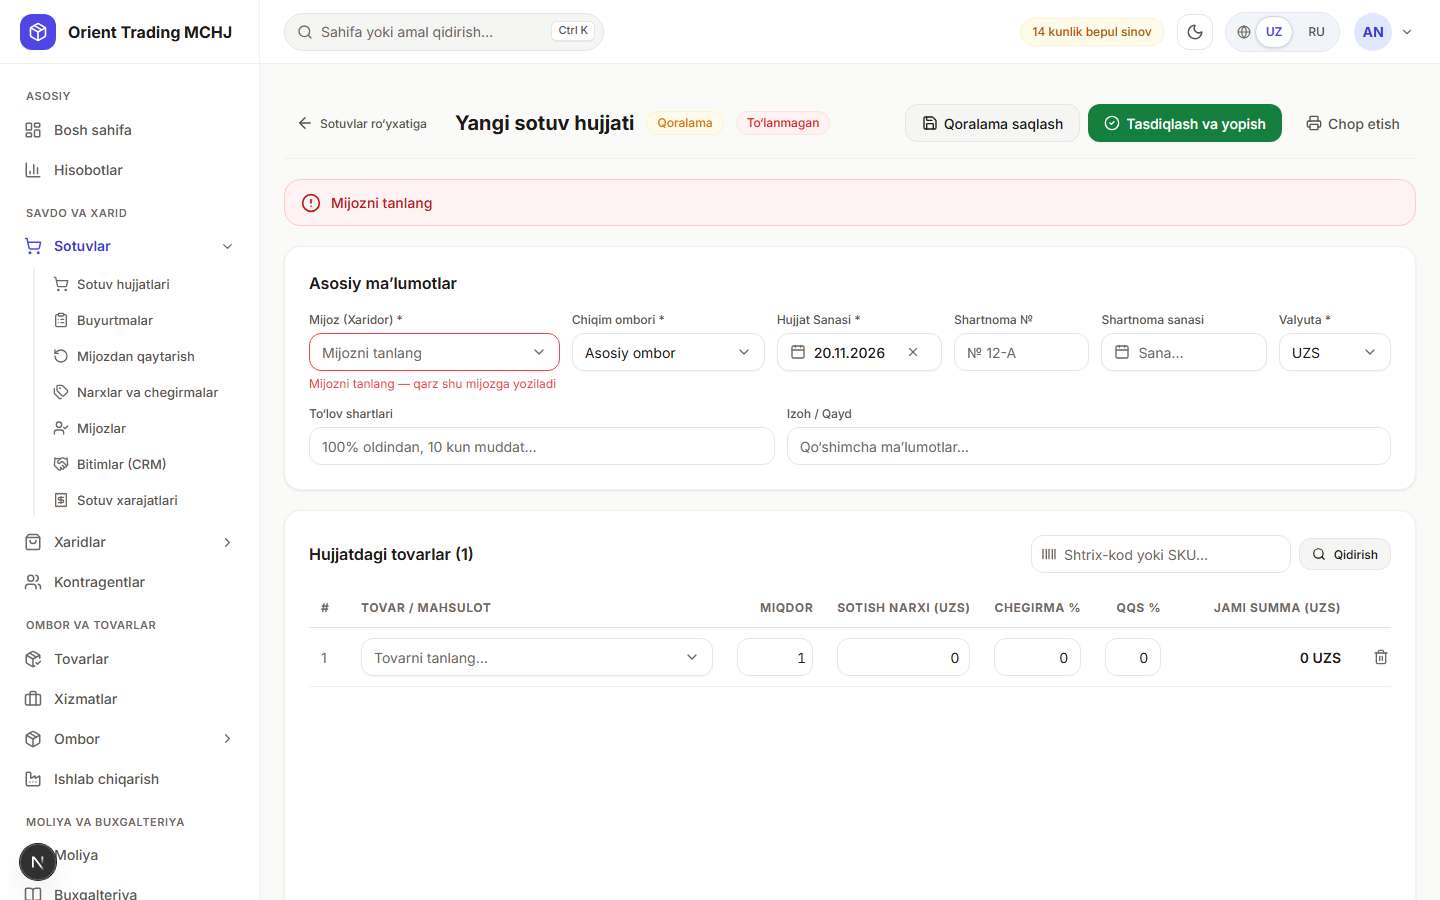 Orient Trading MCHJ
Sahifa yoki amal qidirish...
Ctrl K
14 kunlik bepul sinov
UZ
RU
AN
ASOSIY
Bosh sahifa
Hisobotlar
SAVDO VA XARID
Sotuvlar
Sotuv hujjatlari
Buyurtmalar
Mijozdan qaytarish
Narxlar va chegirmalar
Mijozlar
Bitimlar (CRM)
Sotuv xarajatlari
Xaridlar
Kontragentlar
OMBOR VA TOVARLAR
Tovarlar
Xizmatlar
Ombor
Ishlab chiqarish
MOLIYA VA BUXGALTERIYA
N
Moliya
Buxgalteriya
Sotuvlar ro‘yxatiga
Yangi sotuv hujjati
Qoralama
To‘lanmagan
Qoralama saqlash
Tasdiqlash va yopish
Chop etish
Mijozni tanlang
Asosiy ma’lumotlar
Mijoz (Xaridor) *
Chiqim ombori *
Hujjat Sanasi *
Shartnoma №
Shartnoma sanasi
Valyuta *
Mijozni tanlang
Asosiy ombor
20.11.2026
№ 12-A
Sana...
UZS
Mijozni tanlang — qarz shu mijozga yoziladi
To‘lov shartlari
Izoh / Qayd
100% oldindan, 10 kun muddat...
Qo‘shimcha ma’lumotlar...
Hujjatdagi tovarlar (1)
Shtrix-kod yoki SKU...
Qidirish
# TOVAR / MAHSULOT MIQDOR SOTISH NARXI (UZS) CHEGIRMA % QQS % JAMI SUMMA (UZS)
1 Tovarni tanlang... 1 0 0 0 0 UZS